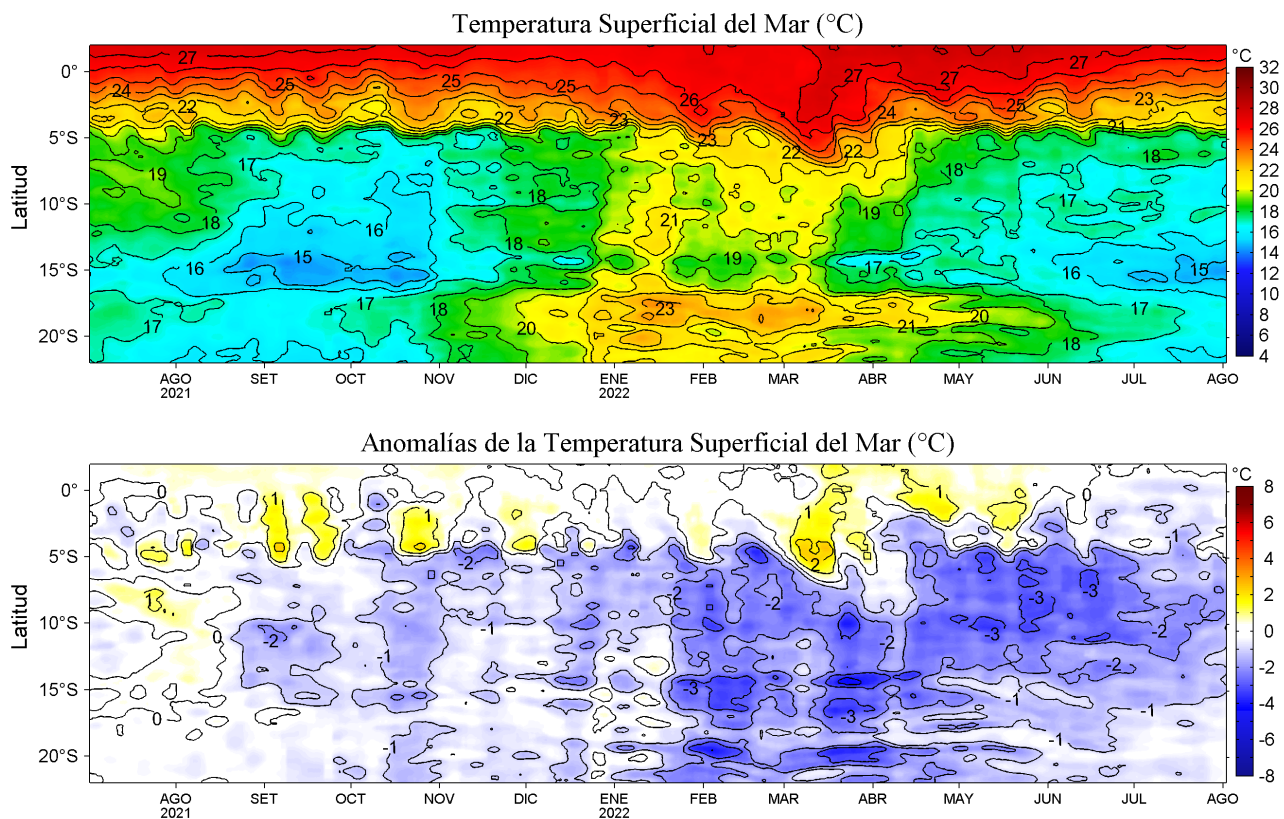 Temperatura Superficial del Mar (°C)
°C
0°
5°S
10°S
15°S
20°S
Latitud
27 27 27 27
25 25 25 26 25
24 24 23
22 22 23 22 22 21
23
17 18 18
19 18 19 17
18 16 21
16 15 18 19 17 16 15
17 18 23 17
17 20 21 20 18
32
30
28
26
24
22
20
18
16
14
12
10
8
6
4
AGO SET OCT NOV DIC ENE FEB MAR ABR MAY JUN JUL AGO
2021 2022
Anomalías de la Temperatura Superficial del Mar (°C)
°C
0°
5°S
10°S
15°S
20°S
Latitud
0 1 1 1 1 0
-2 2 -1
1 -2 -2 -3 -3
0 -2 -1 -1 -2 -3 -2
-3 -2 -1
0 -1 -3 -1 -1
8
6
4
2
0
-2
-4
-6
-8
AGO SET OCT NOV DIC ENE FEB MAR ABR MAY JUN JUL AGO
2021 2022